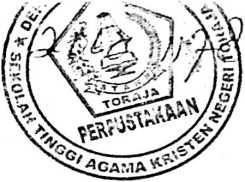 TORAJA
PERPUSTAKAAN
SEKOLAH TINGGI AGAMA KRISTEN NEGERI TORAJA